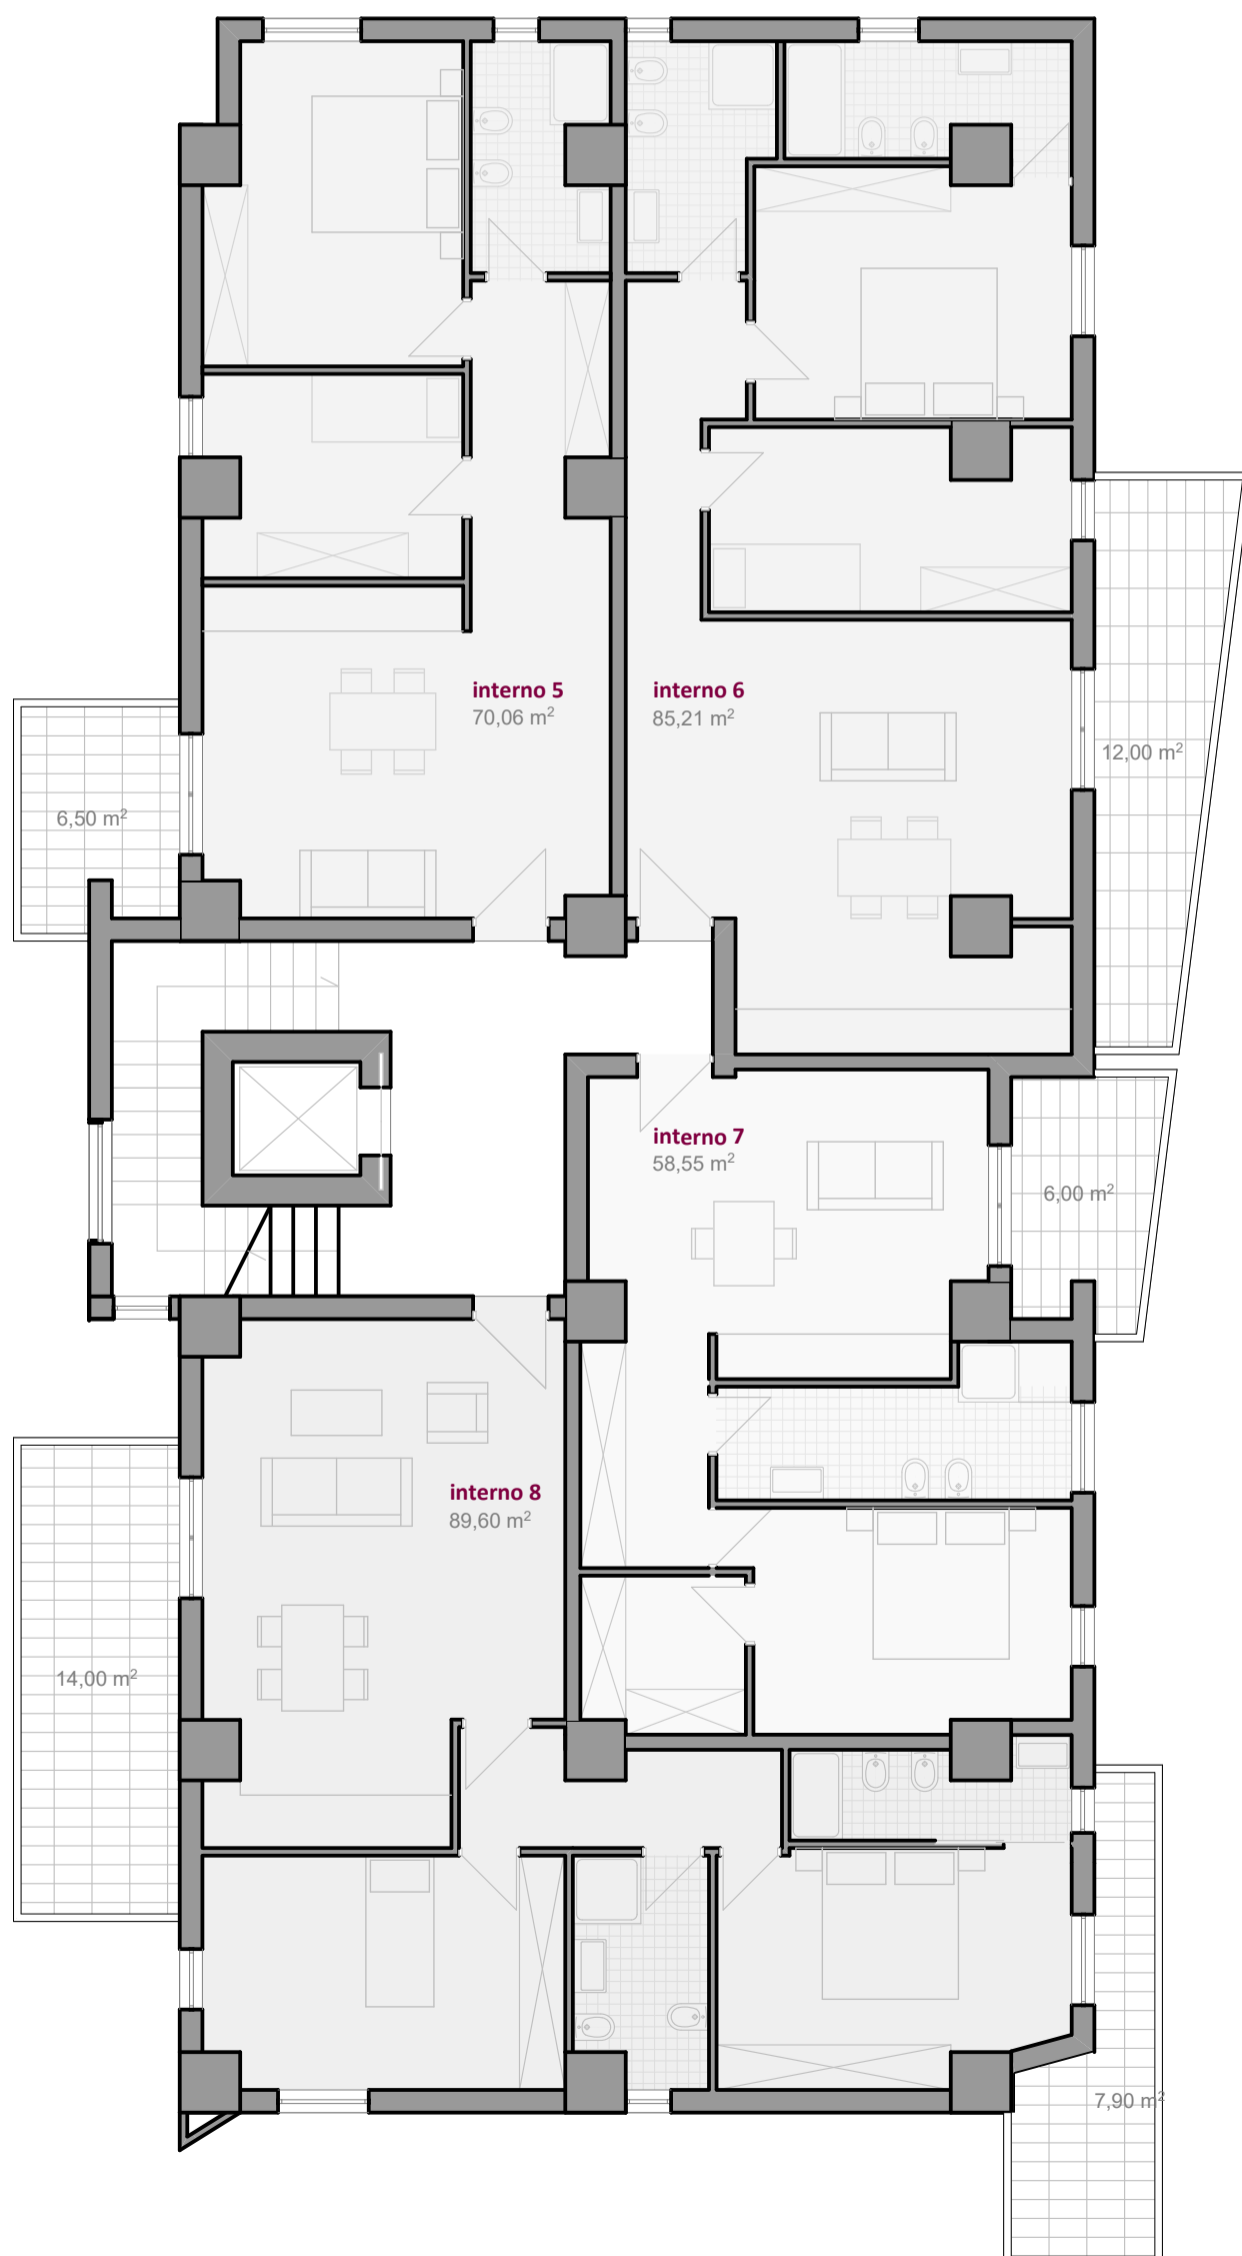 interno 5
70,06 m²
interno 6
85,21 m²
12,00 m²
6,50 m²
interno 7
58,55 m²
6,00 m²
interno 8
89,60 m²
14,00 m²
7,90 m²